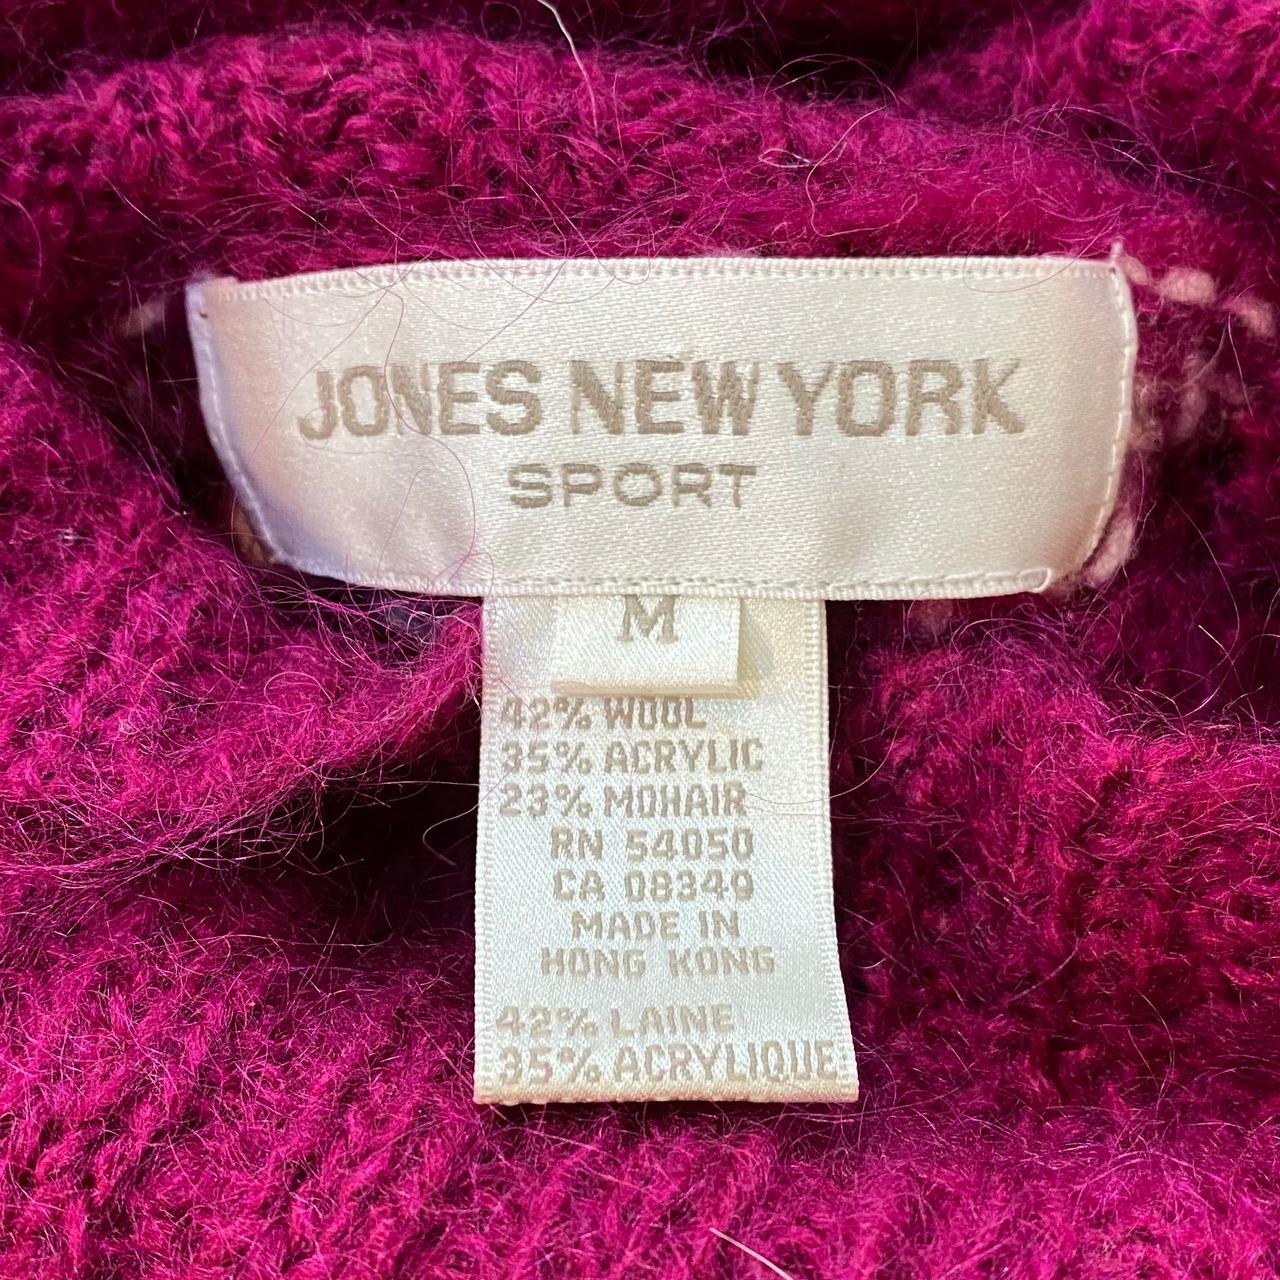 JONES NEW YORK
SPORT
M
42% WOOL
35% ACRYLIC
23% MOHAIR
RN 54050
CA 08349
MADE IN
HONG KONG
42% LAINE
35% ACRYLIQUE